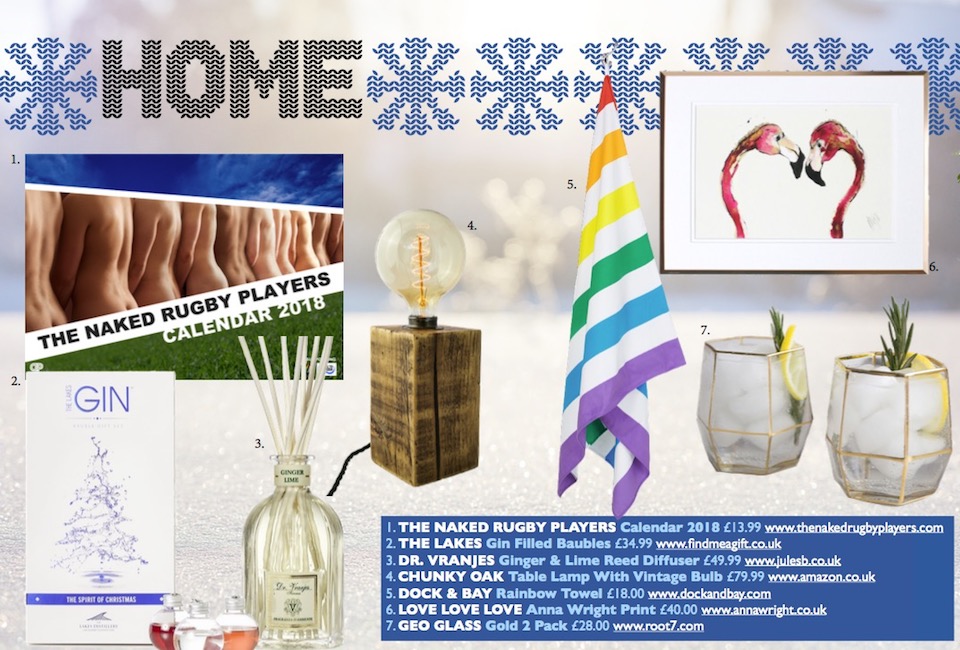 HOME
1.
THE NAKED RUGBY PLAYERS
CALENDAR 2018
2.
THE LAKES
GIN
THE SPIRIT OF CHRISTMAS
LAKES DISTILLERY
3.
GINGER
LIME
Dr. Vranjes
4.
5.
6.
7.
1. THE NAKED RUGBY PLAYERS Calendar 2018 £13.99 www.thenakedrugbyplayers.com
2. THE LAKES Gin Filled Baubles £34.99 www.findmeagift.co.uk
3. DR. VRANJES Ginger & Lime Reed Diffuser £49.99 www.julesb.co.uk
4. CHUNKY OAK Table Lamp With Vintage Bulb £79.99 www.amazon.co.uk
5. DOCK & BAY Rainbow Towel £18.00 www.dockandbay.com
6. LOVE LOVE LOVE Anna Wright Print £40.00 www.annawright.co.uk
7. GEO GLASS Gold 2 Pack £28.00 www.root7.com